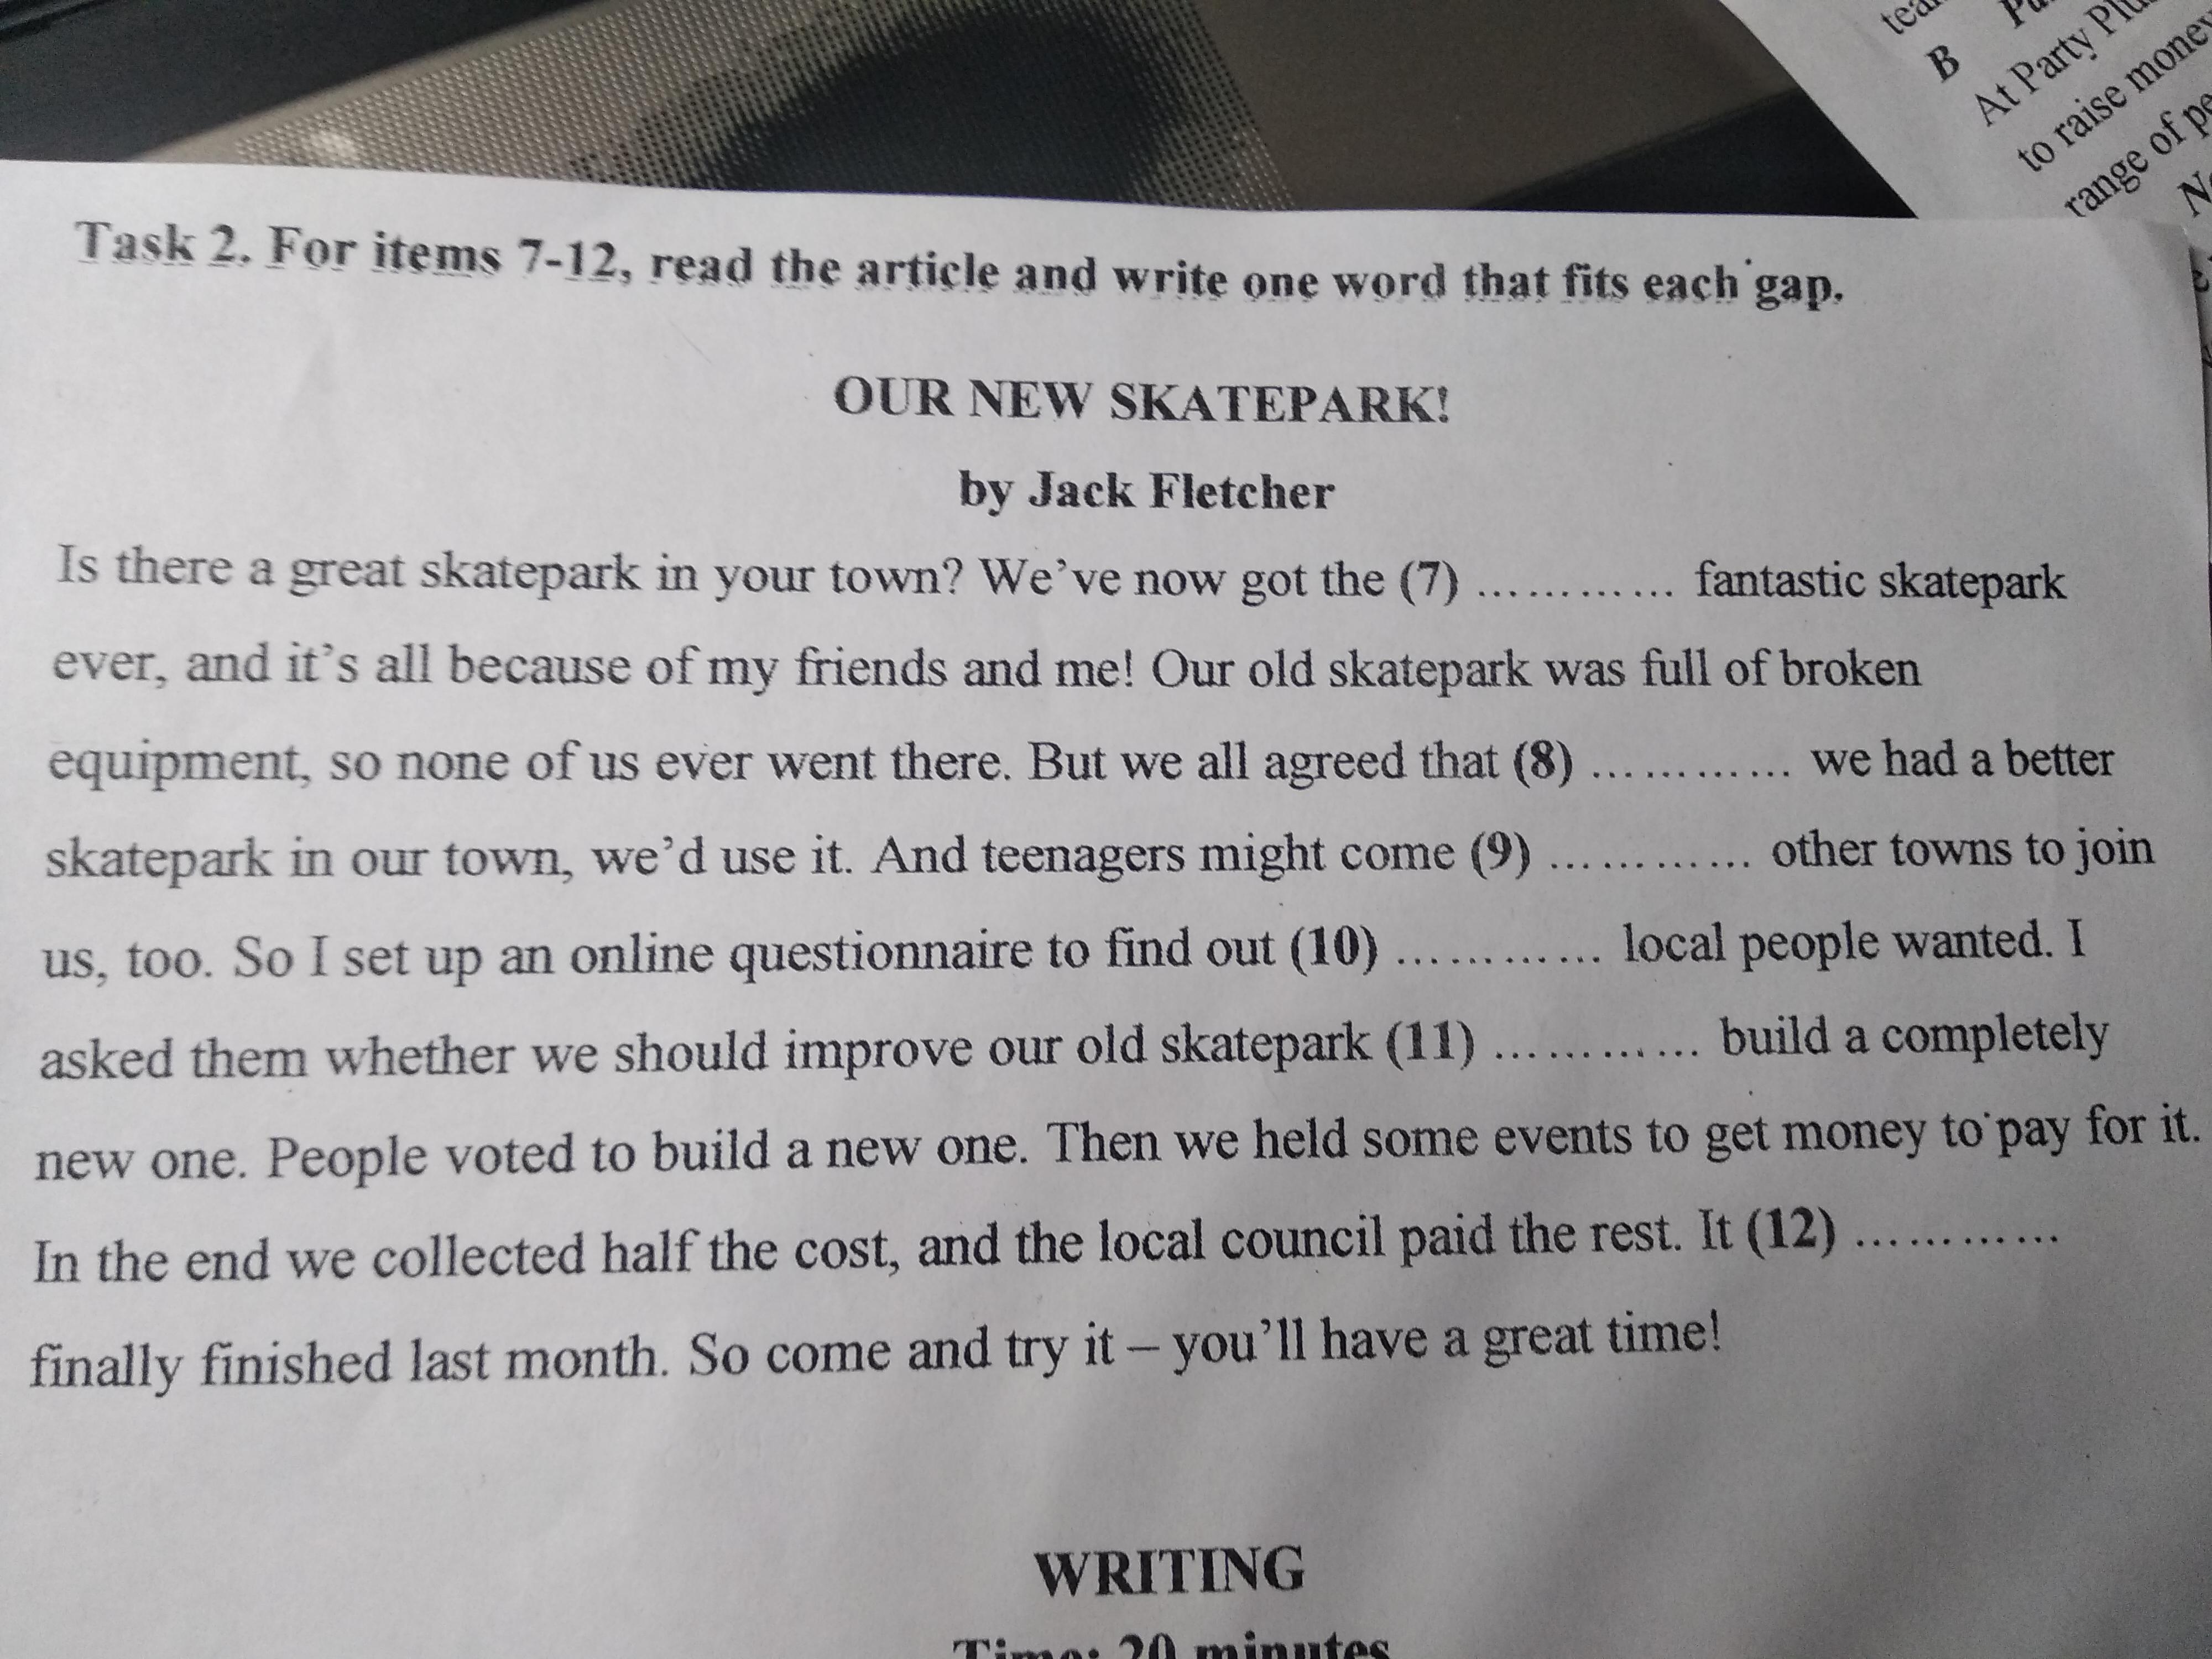 B
At Party
to raise money
range of
Task 2. For items 7-12, read the article and write one word that fits each gap.
OUR NEW SKATEPARK!
by Jack Fletcher
Is there a great skatepark in your town? We've now got the (7) ………… fantastic skatepark
ever, and it's all because of my friends and me! Our old skatepark was full of broken
equipment, so none of us ever went there. But we all agreed that (8) ………… we had a better
skatepark in our town, we'd use it. And teenagers might come (9) ………… other towns to join
us, too. So I set up an online questionnaire to find out (10) ………… local people wanted. I
asked them whether we should improve our old skatepark (11) ………… build a completely
new one. People voted to build a new one. Then we held some events to get money to pay for it.
In the end we collected half the cost, and the local council paid the rest. It (12) …………
finally finished last month. So come and try it – you'll have a great time!
WRITING
Time: 20 minutes